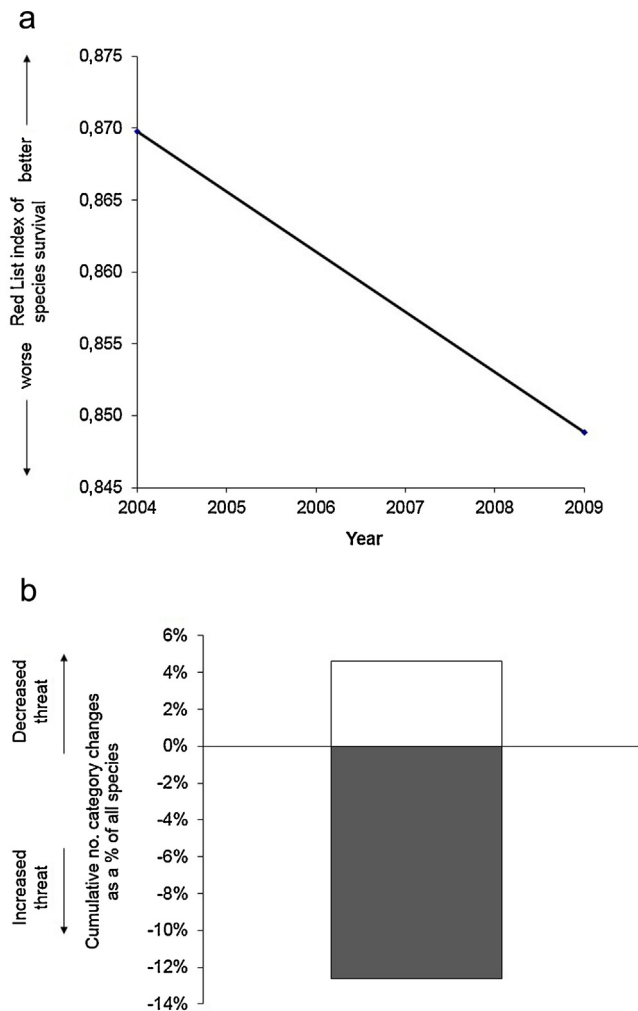 a
0,875
0,870
0,865
0,860
0,855
0,850
0,845
better
worse
Red List index of
species survival
2004 2005 2006 2007 2008 2009
Year
b
6%
4%
2%
0%
-2%
-4%
-6%
-8%
-10%
-12%
-14%
Decreased
threat
Increased
threat
Cumulative no. category changes
as a % of all species